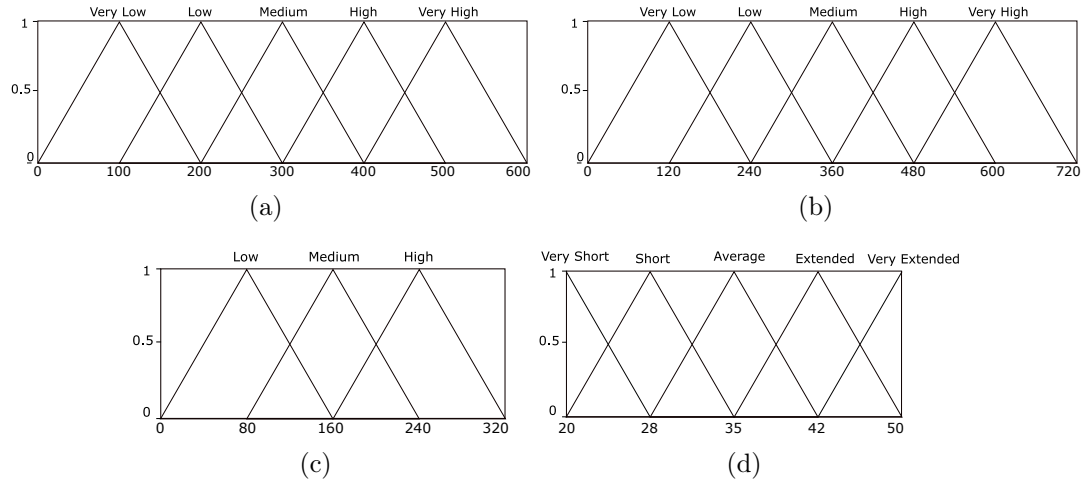 Very Low Low Medium High Very High
1
0.5
0
0 100 200 300 400 500 600
(a)
Very Low Low Medium High Very High
1
0.5
0
0 120 240 360 480 600 720
(b)
Low Medium High
1
0.5
0
0 80 160 240 320
(c)
Very Short Short Average Extended Very Extended
1
0.5
0
20 28 35 42 50
(d)